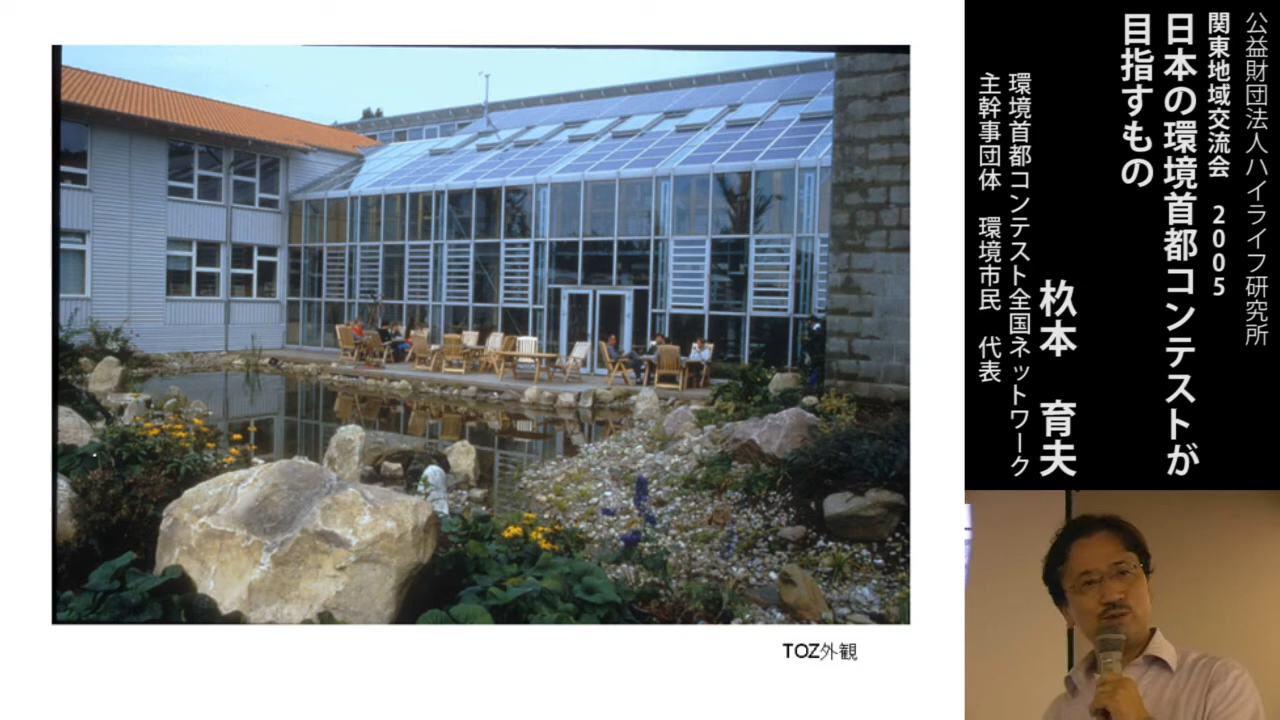 公益財団法人ハイライフ研究所
関東地域交流会 2005
日本の環境首都コンテストが
目指すもの
杦本 育夫
環境首都コンテスト全国ネットワーク
主幹事団体 環境市民 代表
TOZ外観